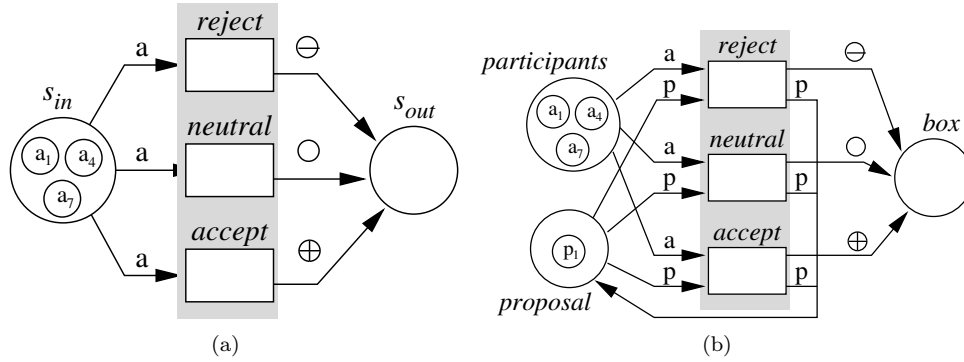 reject
a
⊖
s_in
s_out
neutral
a₁ a₄
a
○
a₇
accept
a
⊕
(a)
reject
a
⊖
participants
p
p
a₁ a₄
neutral
box
a
○
a₇
p
p
accept
a
⊕
p₁
p
p
proposal
(b)